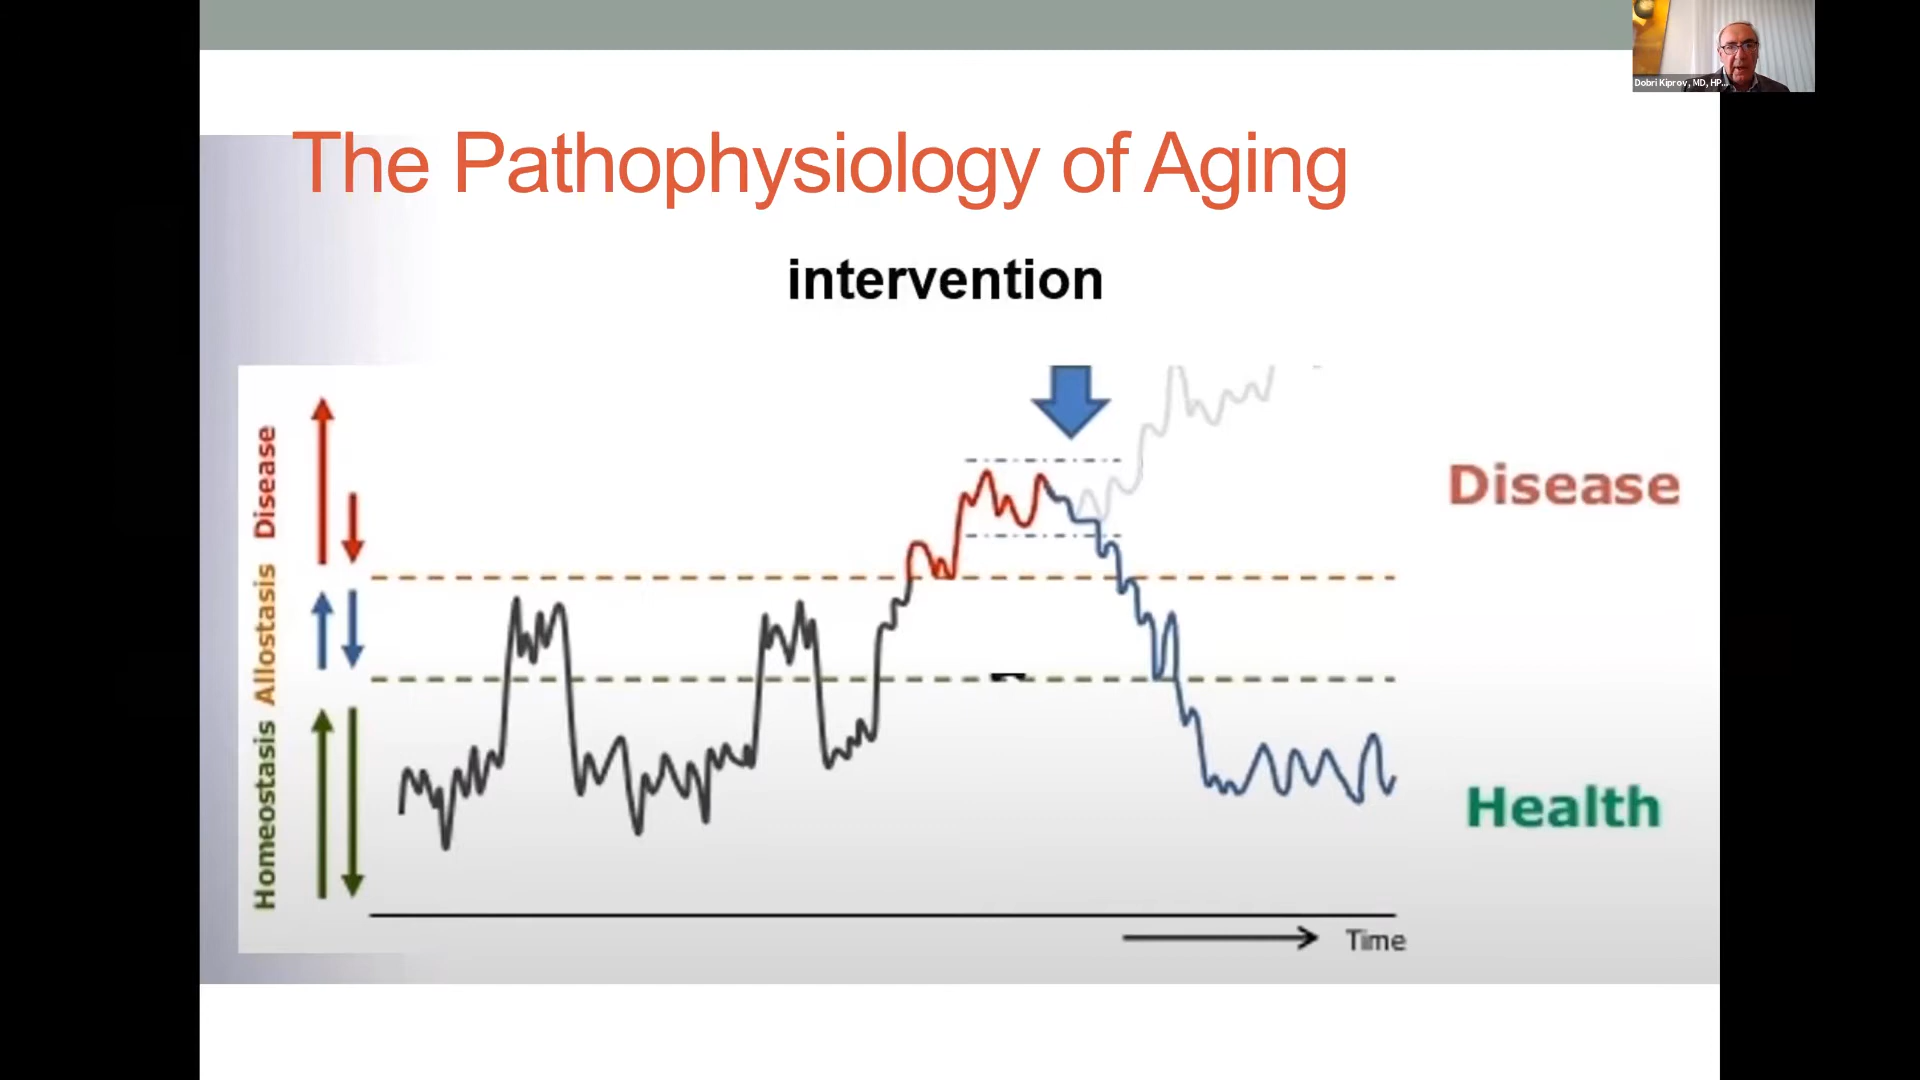 Dobri Kiprov, MD, HP...
The Pathophysiology of Aging
intervention
Disease
Allostasis
Homeostasis
Disease
Health
Time